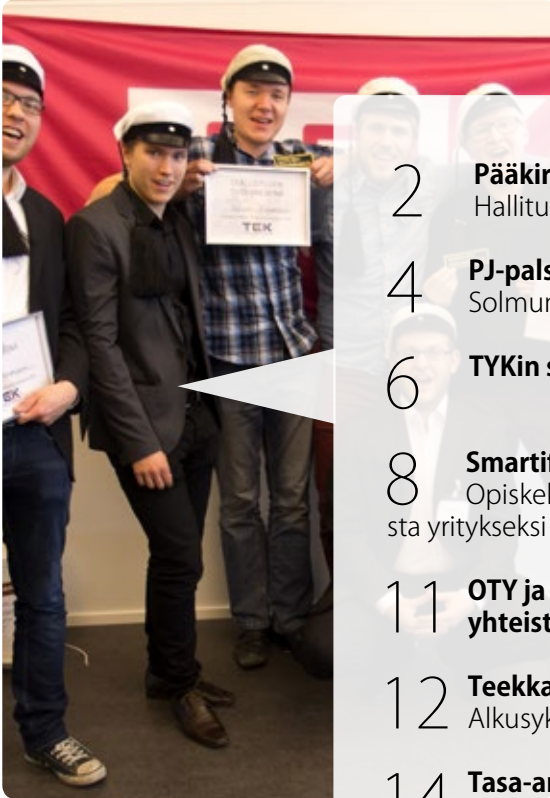 TEK
2 Pääkir
Hallitu
4 PJ-pals
Solmur
6 TYKin s
8 Smartif
Opiskel
sta yritykseksi
11 OTY ja
yhteist
12 Teekka
Alkusyk
14 Tasa-ar